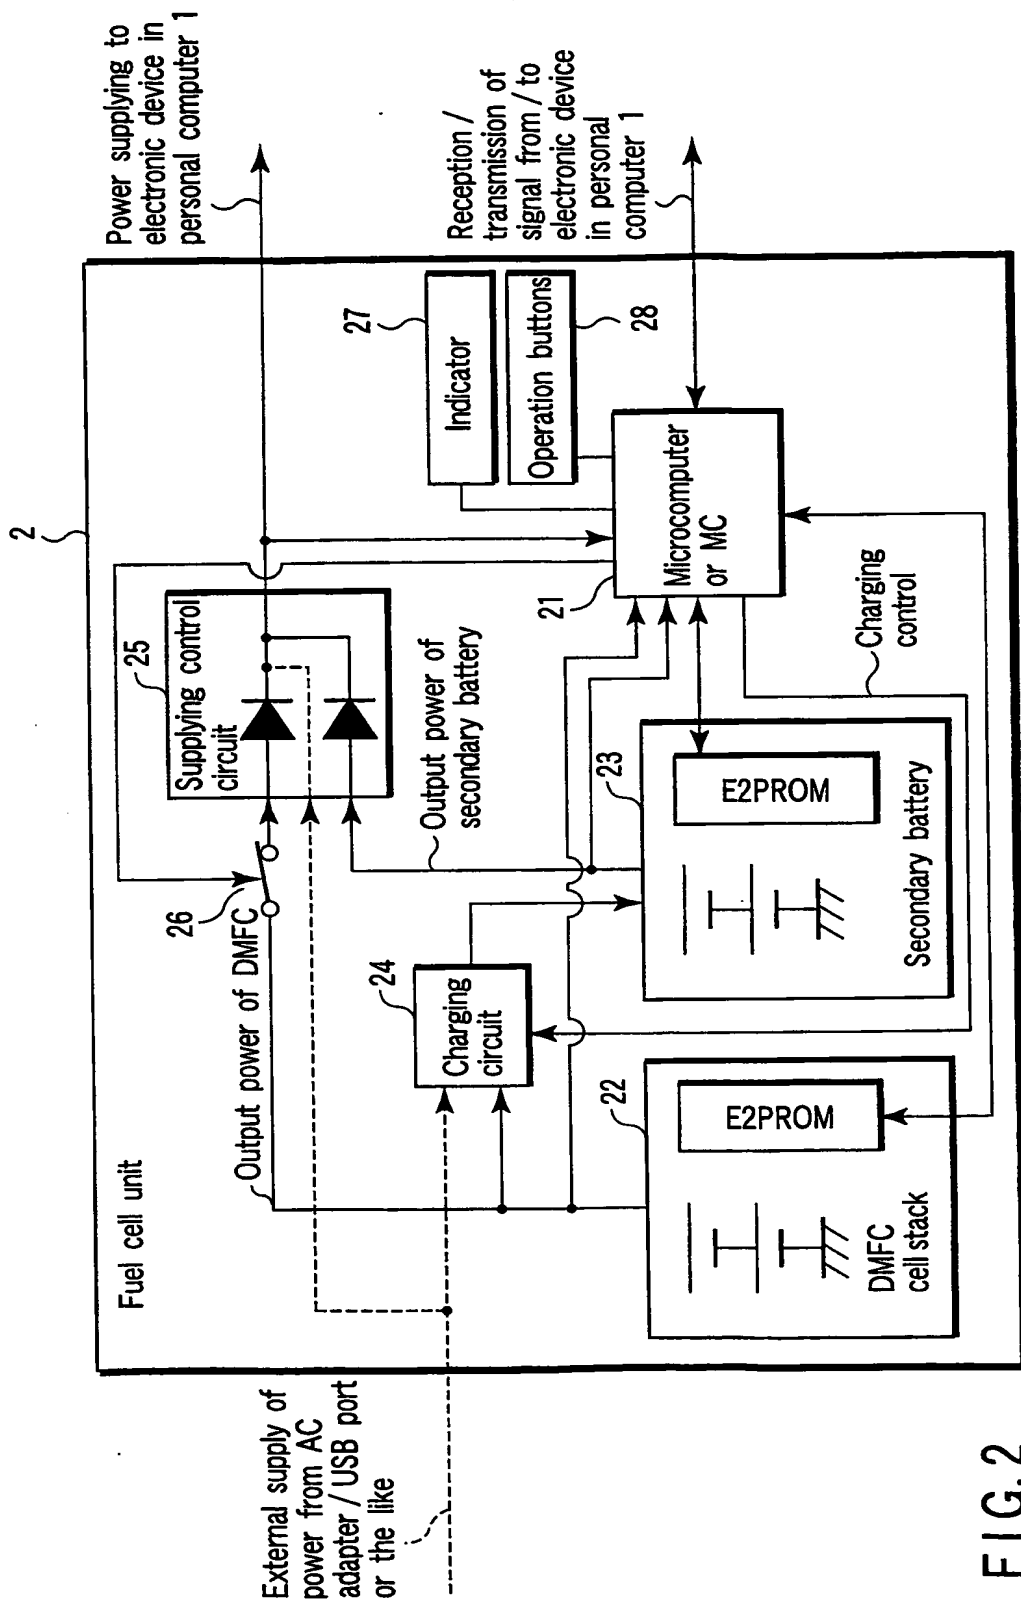 Power supplying to
electronic device in
personal computer 1
Reception /
transmission of
signal from / to
electronic device
in personal
computer 1
2
27
Indicator
28
Operation buttons
25
Supplying control
circuit
21
Microcomputer
or MC
Charging
control
Output power of
secondary battery
26
Output power of DMFC
23
E2PROM
Secondary battery
24
Charging
circuit
22
E2PROM
DMFC
cell stack
Fuel cell unit
External supply of
power from AC
adapter / USB port
or the like
FIG. 2